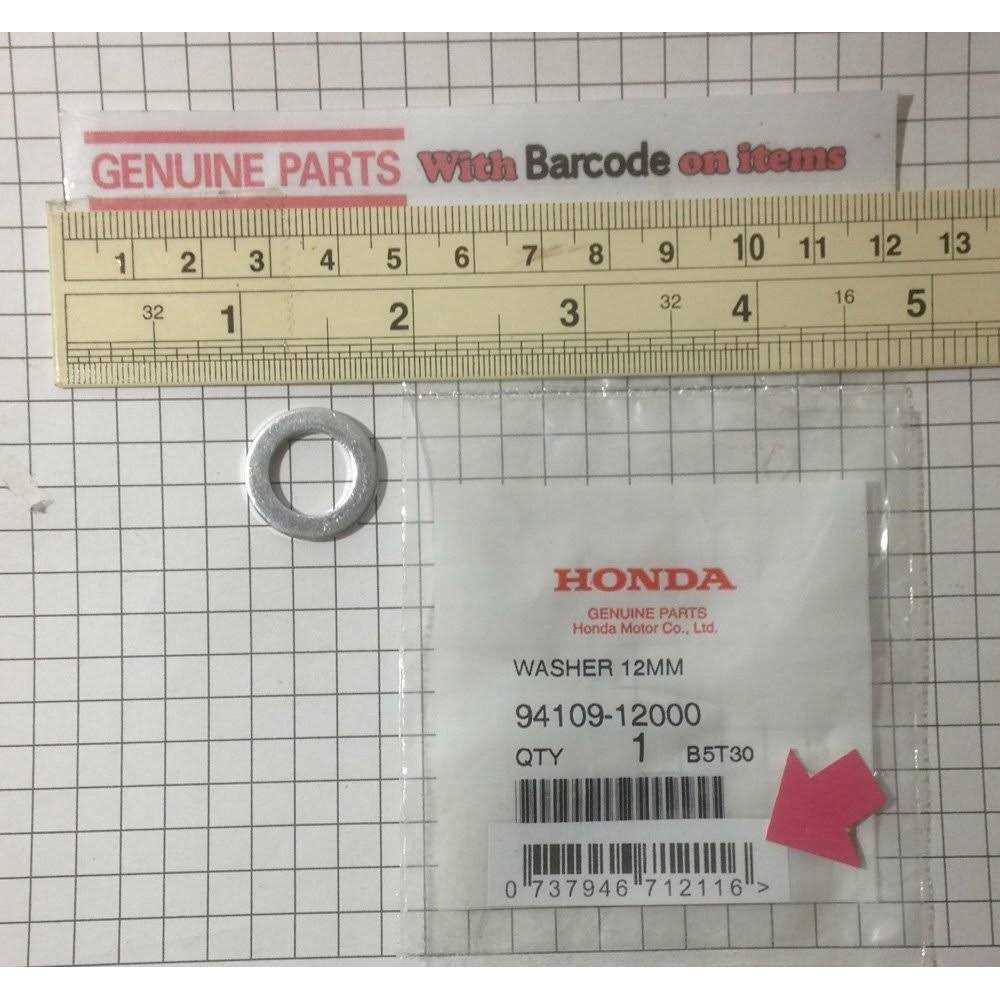 GENUINE PARTS With Barcode on items
1 2 3 4 5 6 7 8 9 10 11 12 13
32 1 2 3 32 4 16 5
HONDA
GENUINE PARTS
Honda Motor Co., Ltd.
WASHER 12MM
94109-12000
QTY 1 B5T30
0 737946 712116 >